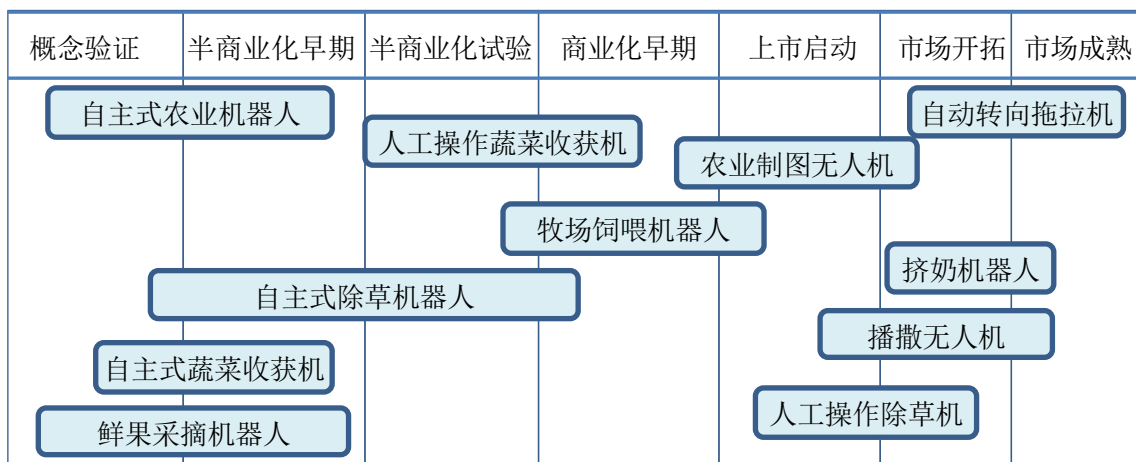 概念验证 半商业化早期 半商业化试验 商业化早期 上市启动 市场开拓 市场成熟
自主式农业机器人
自动转向拖拉机
人工操作蔬菜收获机
农业制图无人机
牧场饲喂机器人
挤奶机器人
自主式除草机器人
播撒无人机
自主式蔬菜收获机
人工操作除草机
鲜果采摘机器人